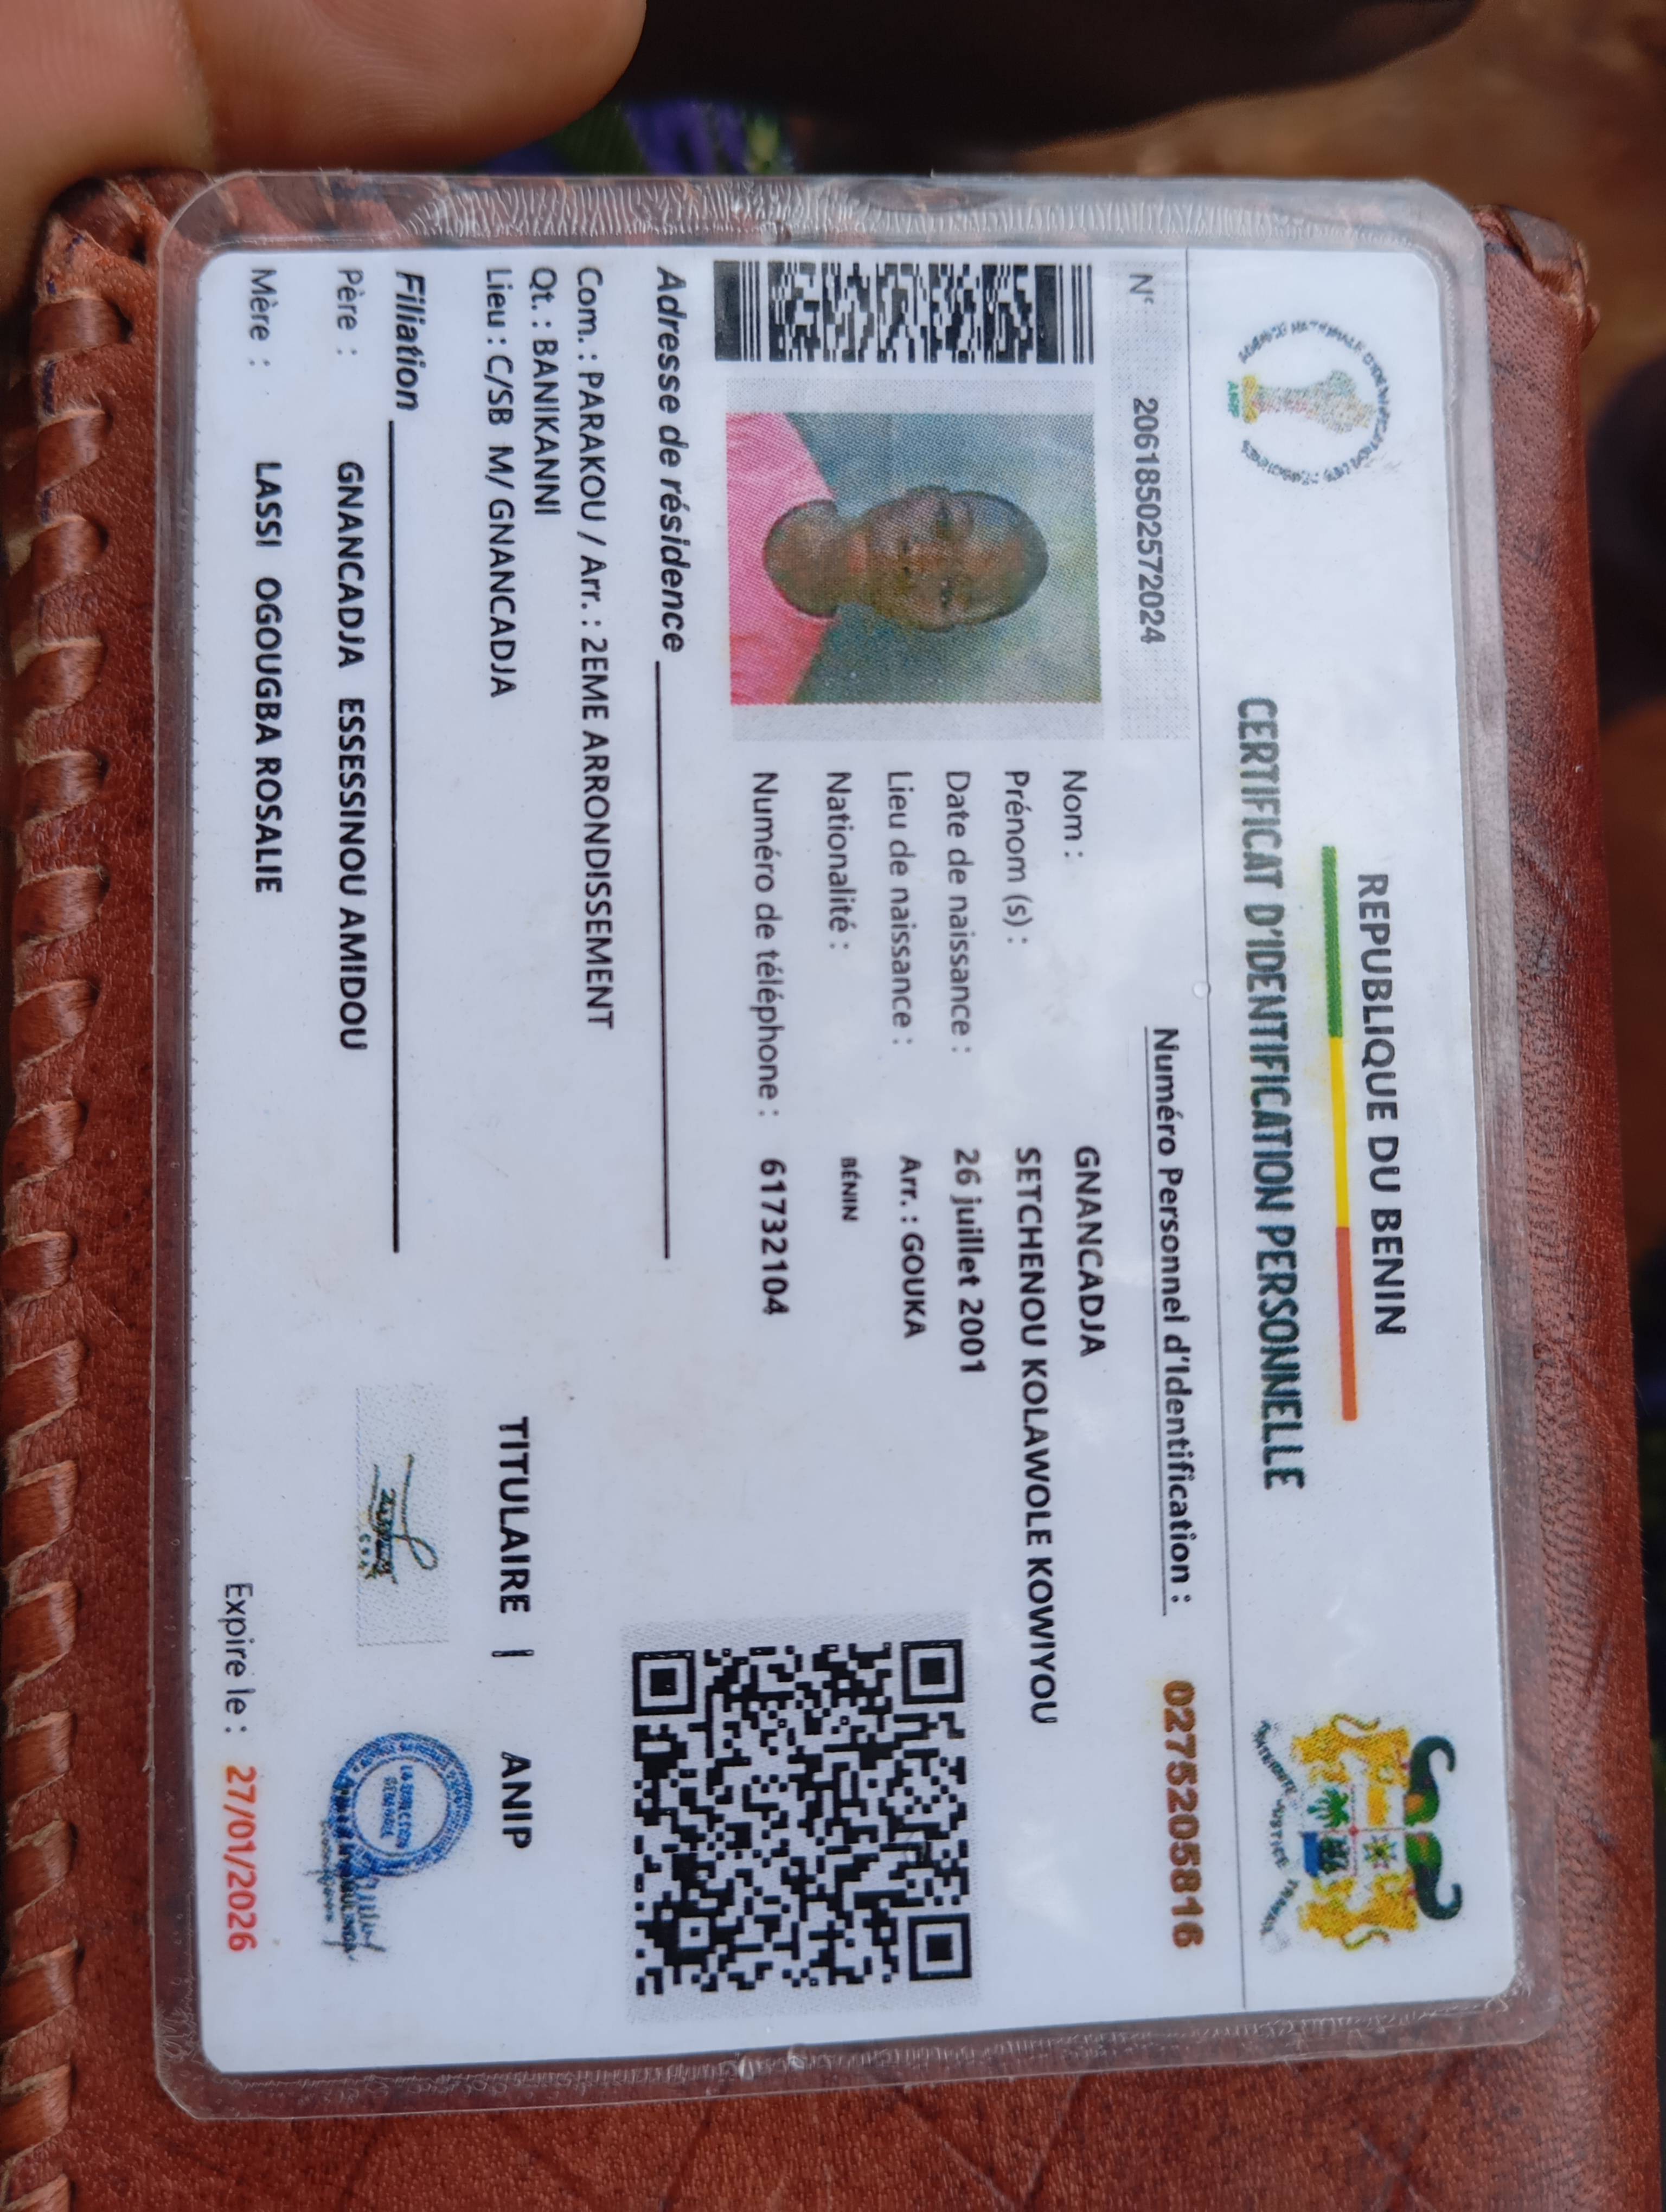 REPUBLIQUE DU BENIN
CERTIFICAT D'IDENTIFICATION PERSONNELLE
ANIP
N° 20618502572024
Numéro Personnel d'Identification : 0275205816
Nom : GNANCADJA
Prénom (s) : SETCHENOU KOLAWOLE KOWIYOU
Date de naissance : 26 juillet 2001
Lieu de naissance : Arr. : GOUKA
Nationalité : BÉNIN
Numéro de téléphone : 61732104
Adresse de résidence
Com. : PARAKOU / Arr. : 2EME ARRONDISSEMENT
Qt. : BANIKANNI
Lieu : C/SB M/ GNANCADJA
TITULAIRE | ANIP
Filiation
Père : GNANCADJA ESSESSINOU AMIDOU
Mère : LASSI OGOUGBA ROSALIE
Expire le : 27/01/2026